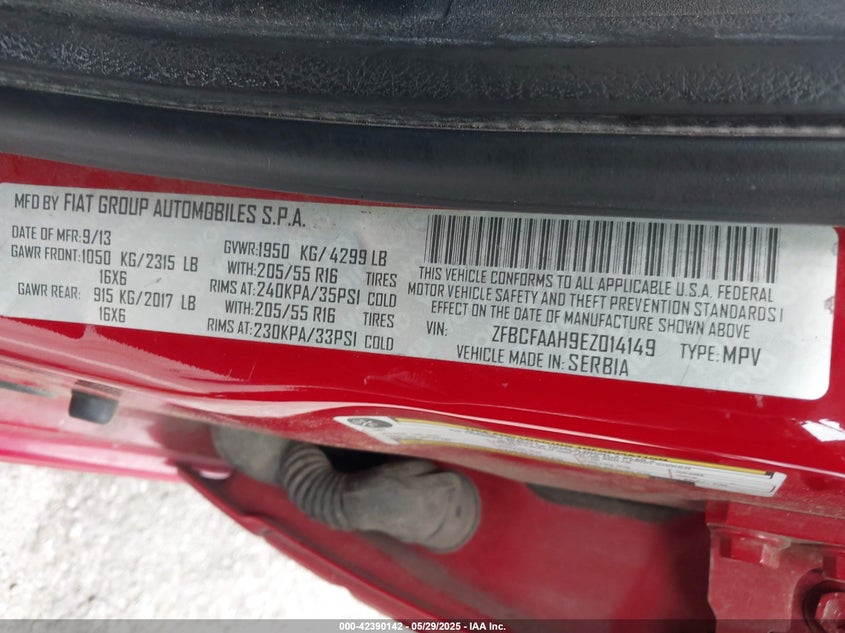 MFD BY FIAT GROUP AUTOMOBILES S.P.A.
DATE OF MFR:9/13 GVWR:1950 KG/4299 LB
GAWR FRONT:1050 KG/2315 LB WITH:205/55 R16 TIRES
16X6 RIMS AT:240KPA/35PSI COLD
GAWR REAR: 915 KG/2017 LB WITH:205/55 R16 TIRES
16X6 RIMS AT:230KPA/33PSI COLD
THIS VEHICLE CONFORMS TO ALL APPLICABLE U.S.A. FEDERAL
MOTOR VEHICLE SAFETY AND THEFT PREVENTION STANDARDS I
EFFECT ON THE DATE OF MANUFACTURE SHOWN ABOVE
VIN: ZFBCFAAH9EZ014149 TYPE: MPV
VEHICLE MADE IN: SERBIA
000-42390142 - 05/29/2025 - IAA Inc.